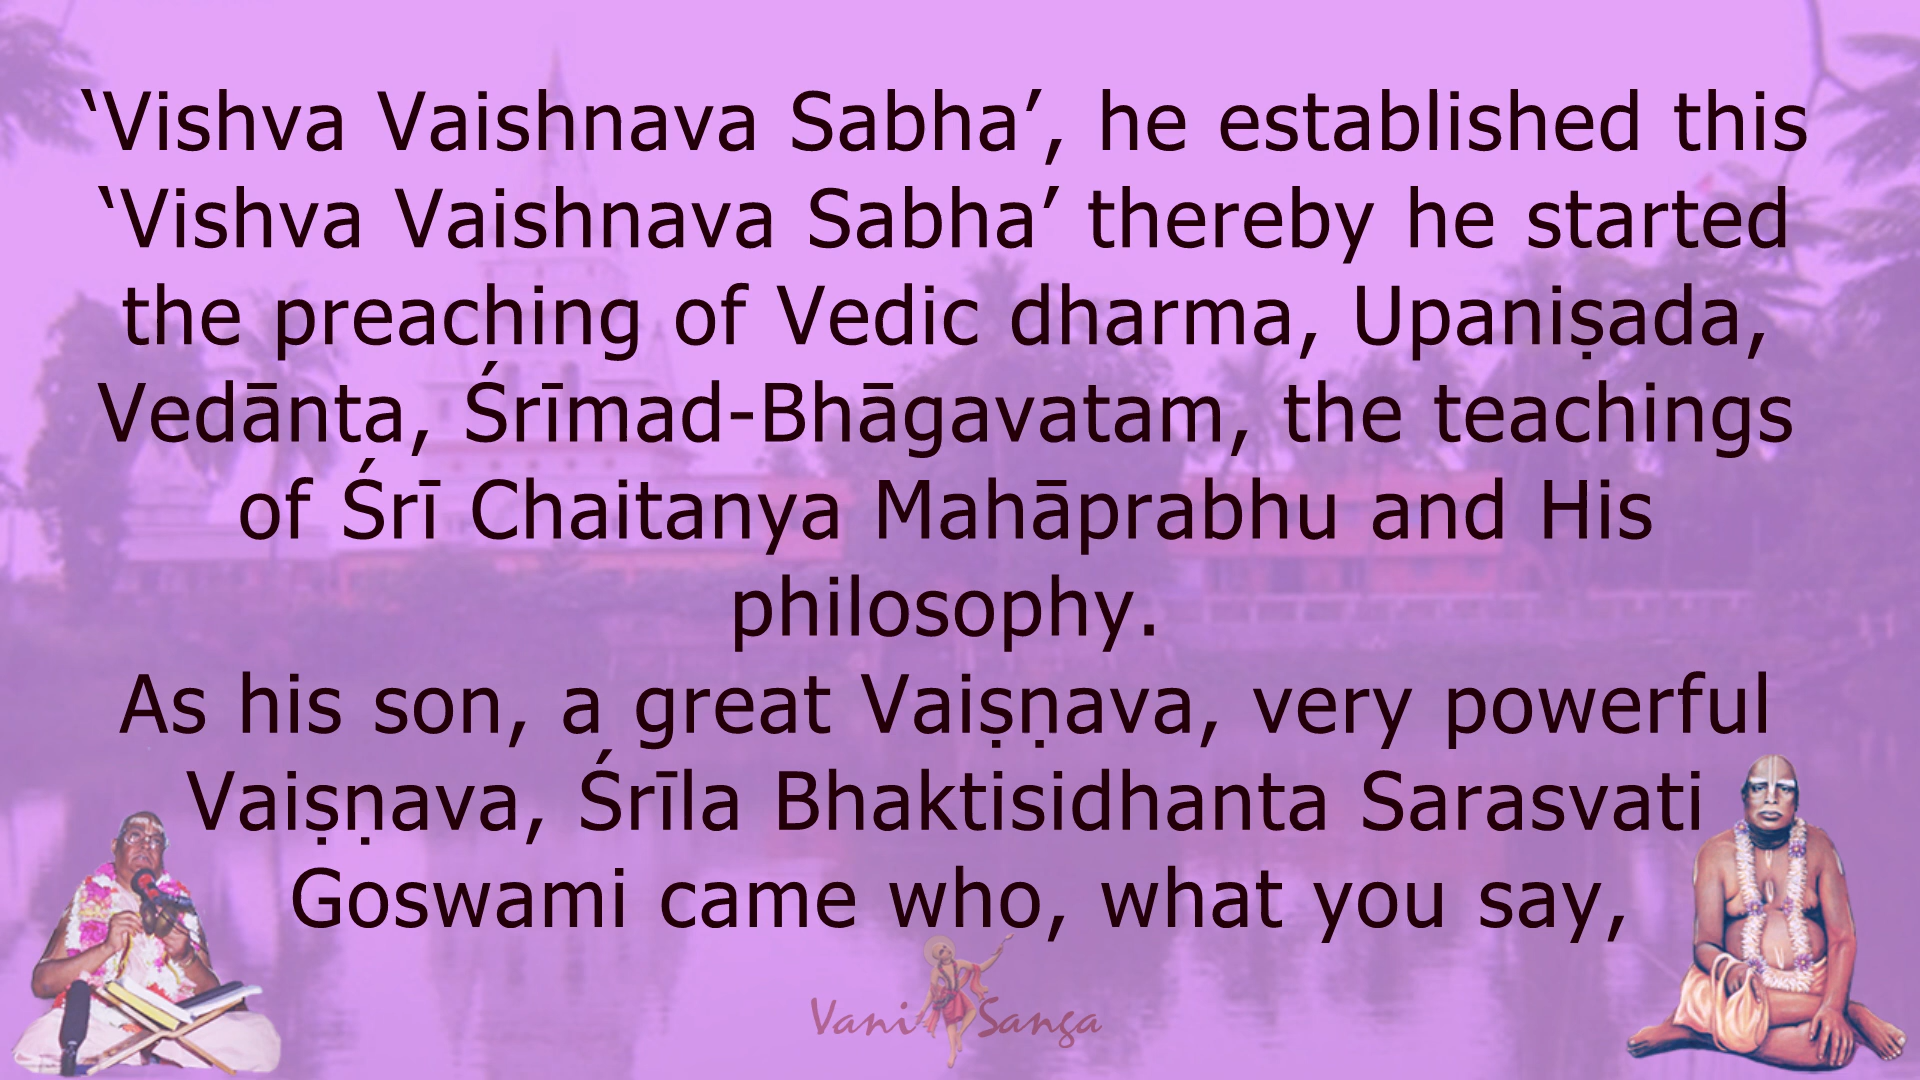 ‘Vishva Vaishnava Sabha’, he established this
‘Vishva Vaishnava Sabha’ thereby he started
the preaching of Vedic dharma, Upaniṣada,
Vedānta, Śrīmad-Bhāgavatam, the teachings
of Śrī Chaitanya Mahāprabhu and His
philosophy.
As his son, a great Vaiṣṇava, very powerful
Vaiṣṇava, Śrīla Bhaktisidhanta Sarasvati
Goswami came who, what you say,
Vani Sanga